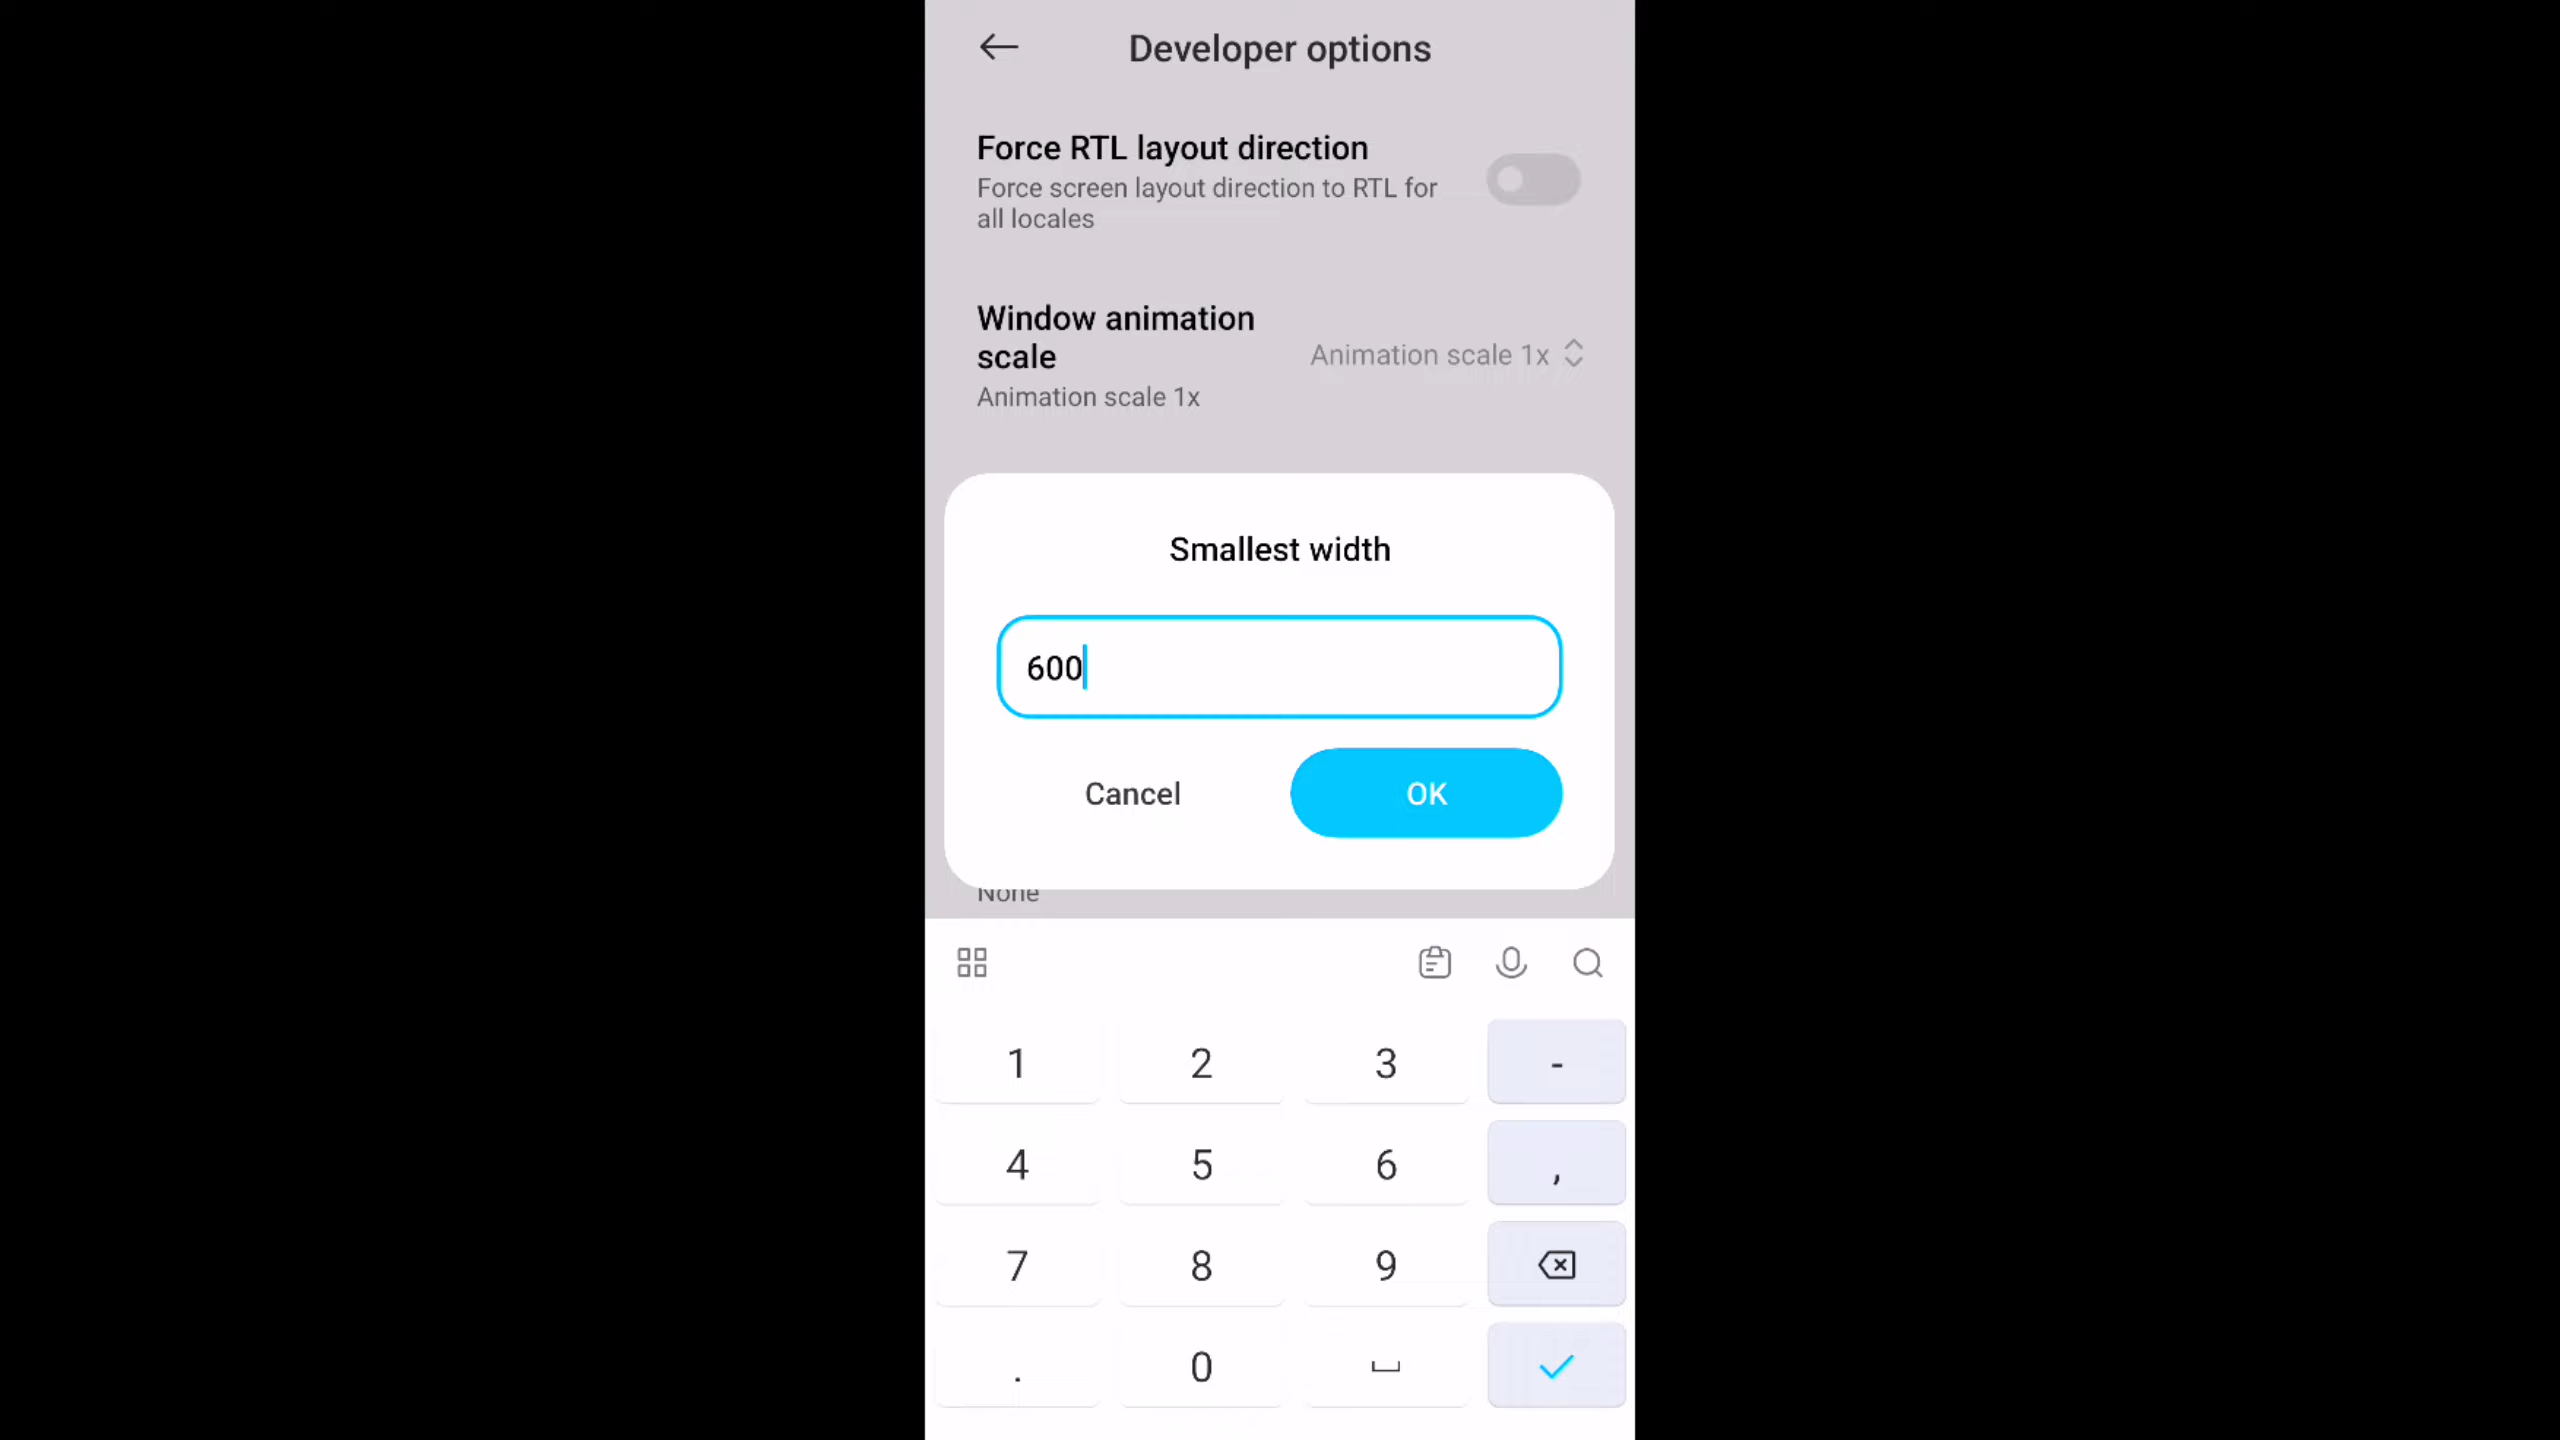 Developer options
Force RTL layout direction
Force screen layout direction to RTL for
all locales
Window animation
scale
Animation scale 1x
Animation scale 1x
Smallest width
600
Cancel
OK
None
1 2 3 -
4 5 6 ,
7 8 9
. 0